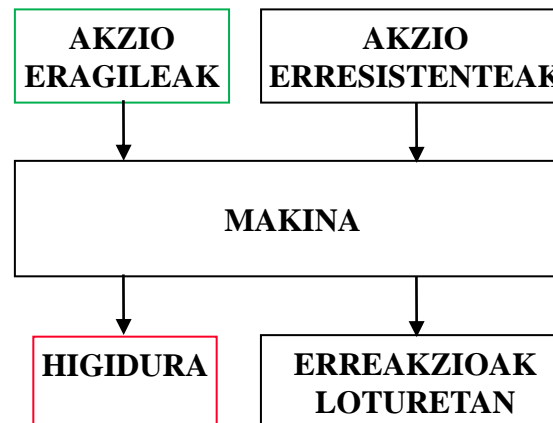 AKZIO
ERAGILEAK
AKZIO
ERRESISTENTEAK
MAKINA
HIGIDURA
ERREAKZIOAK
LOTURETAN